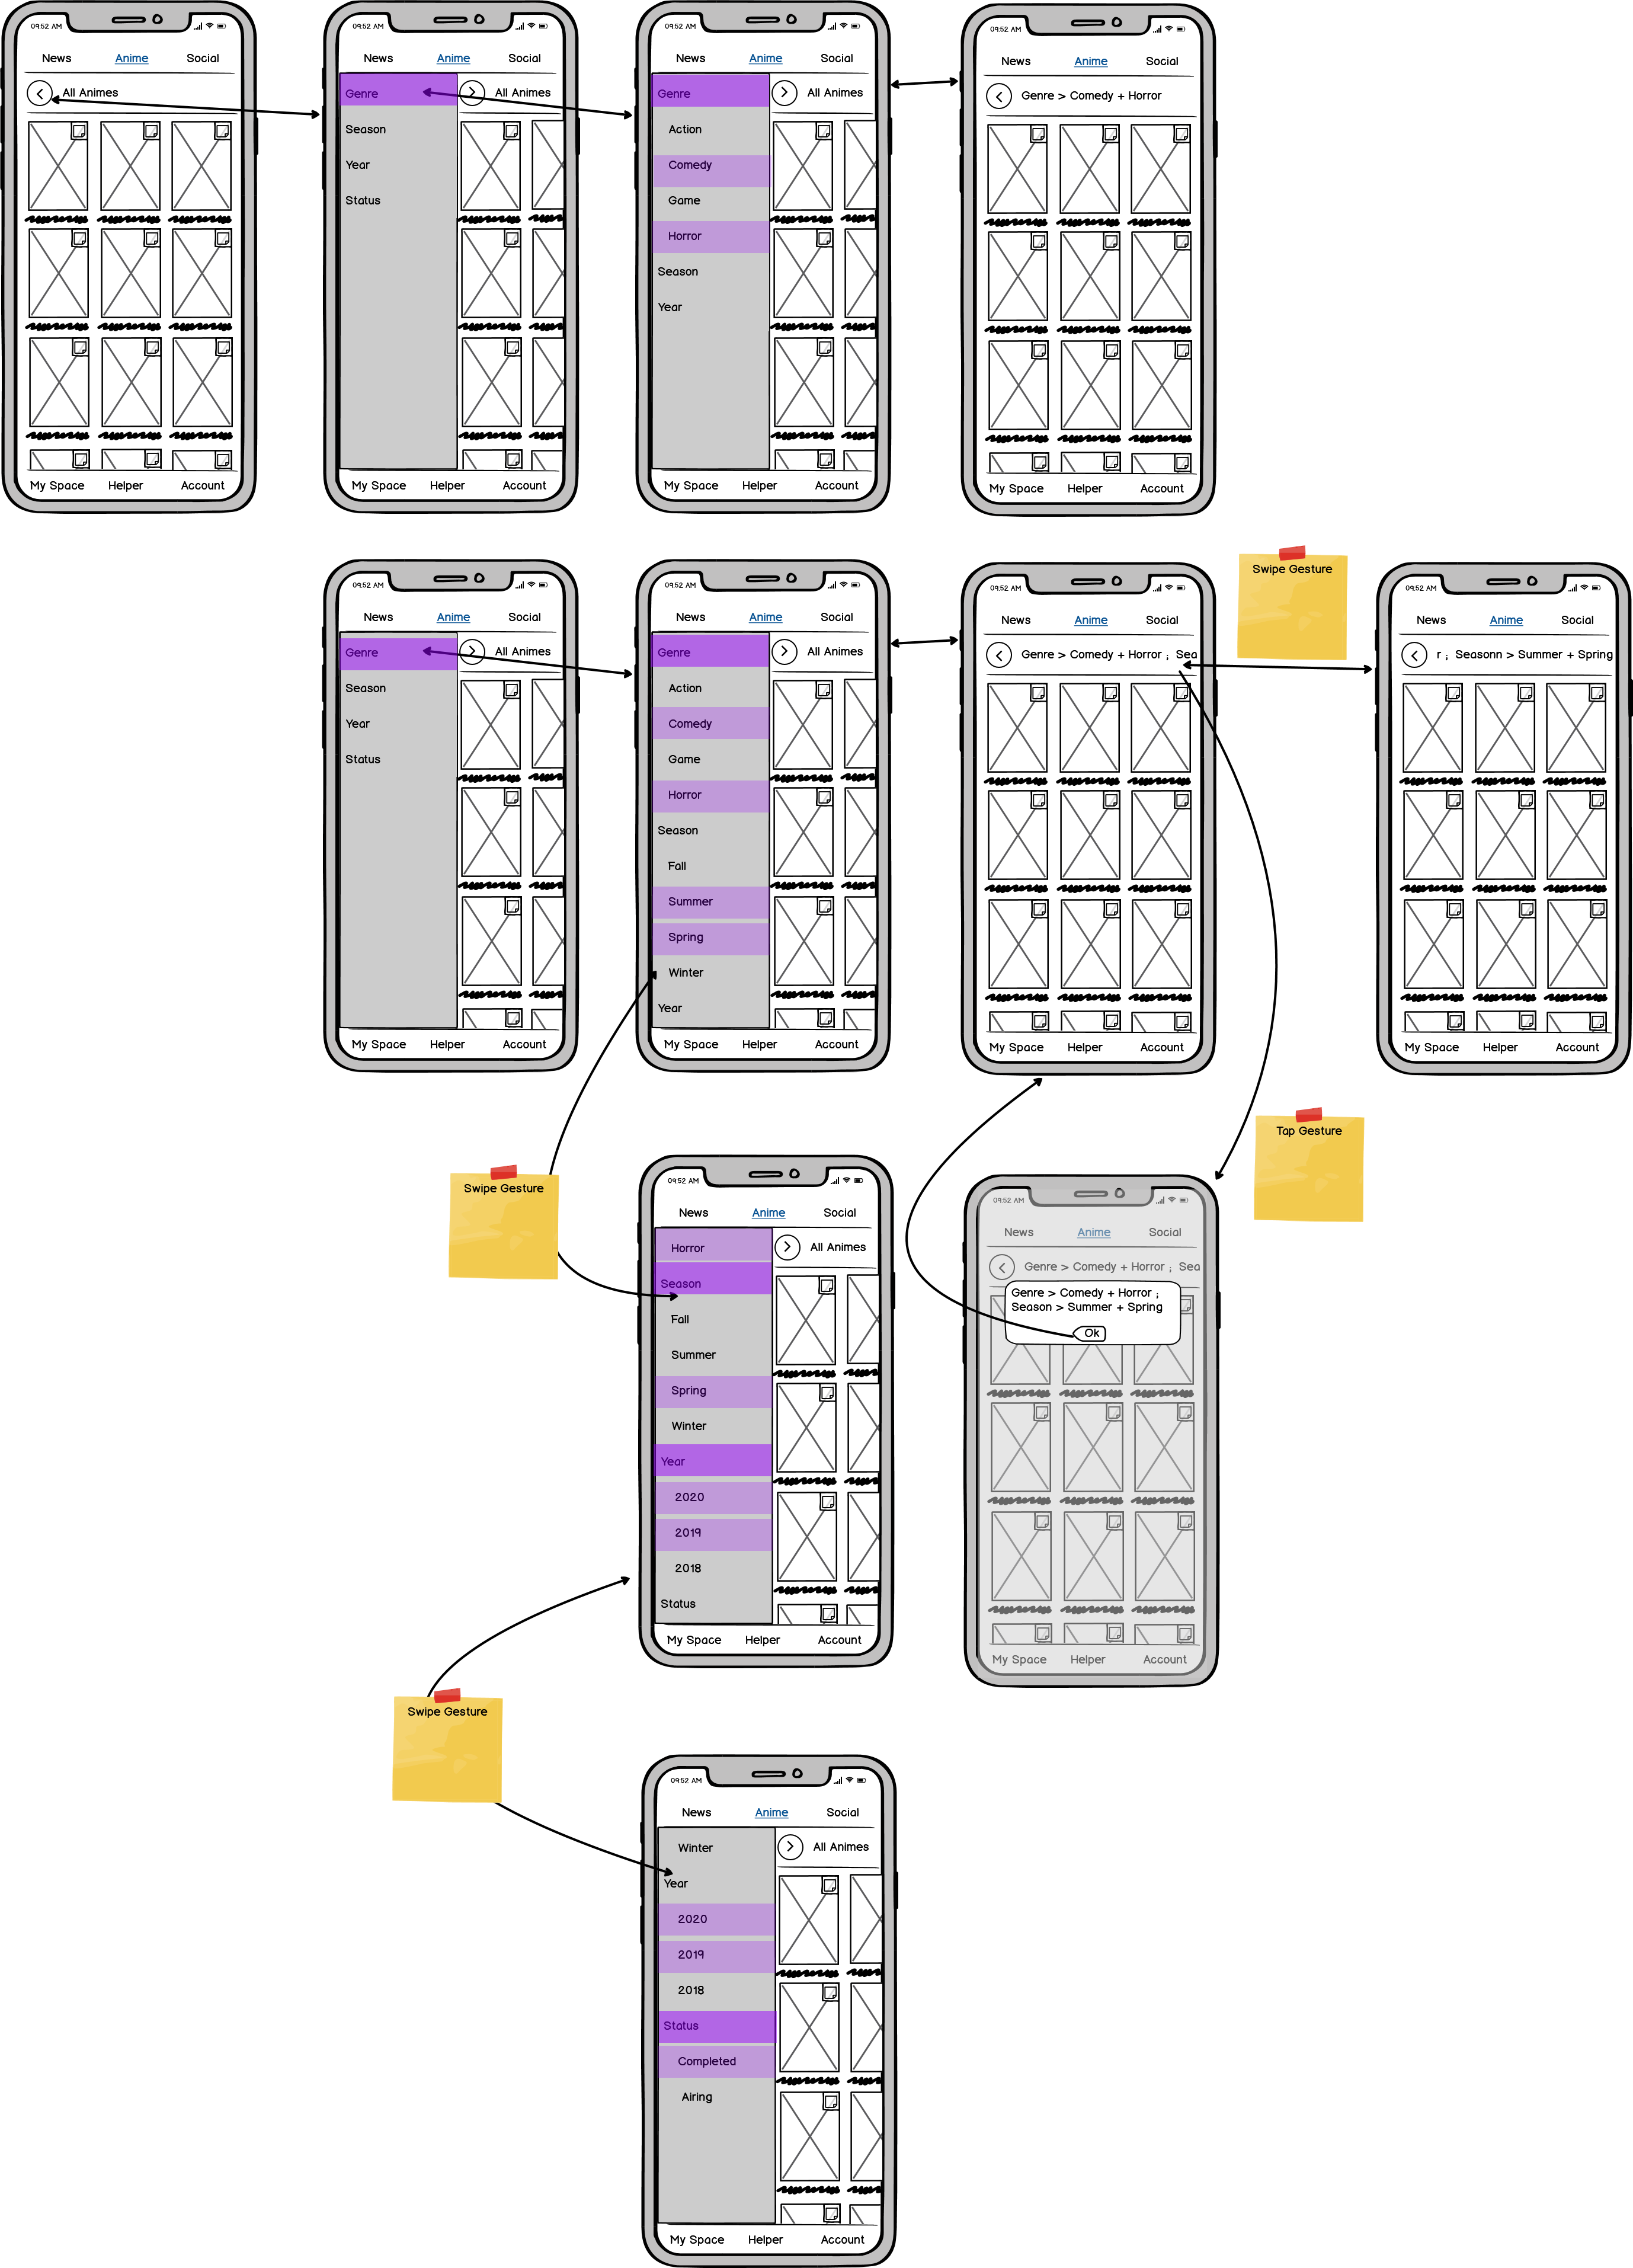 09:52 AM
News Anime Social
All Animes
My Space Helper Account
09:52 AM
News Anime Social
Genre
All Animes
Season
Year
Status
My Space Helper Account
09:52 AM
News Anime Social
Genre
All Animes
Action
Comedy
Game
Horror
Season
Year
My Space Helper Account
09:52 AM
News Anime Social
Genre > Comedy + Horror
My Space Helper Account
09:52 AM
News Anime Social
Genre
All Animes
Season
Year
Status
My Space Helper Account
09:52 AM
News Anime Social
Genre
All Animes
Action
Comedy
Game
Horror
Season
Fall
Summer
Spring
Winter
Year
My Space Helper Account
09:52 AM
News Anime Social
Genre > Comedy + Horror ; Sea
My Space Helper Account
Swipe Gesture
09:52 AM
News Anime Social
r ; Seasonn > Summer + Spring
My Space Helper Account
Swipe Gesture
09:52 AM
News Anime Social
Horror
All Animes
Season
Fall
Summer
Spring
Winter
Year
2020
2019
2018
Status
My Space Helper Account
Tap Gesture
09:52 AM
News Anime Social
Genre > Comedy + Horror ; Sea
Genre > Comedy + Horror ;
Season > Summer + Spring
Ok
My Space Helper Account
Swipe Gesture
09:52 AM
News Anime Social
Winter
All Animes
Year
2020
2019
2018
Status
Completed
Airing
My Space Helper Account